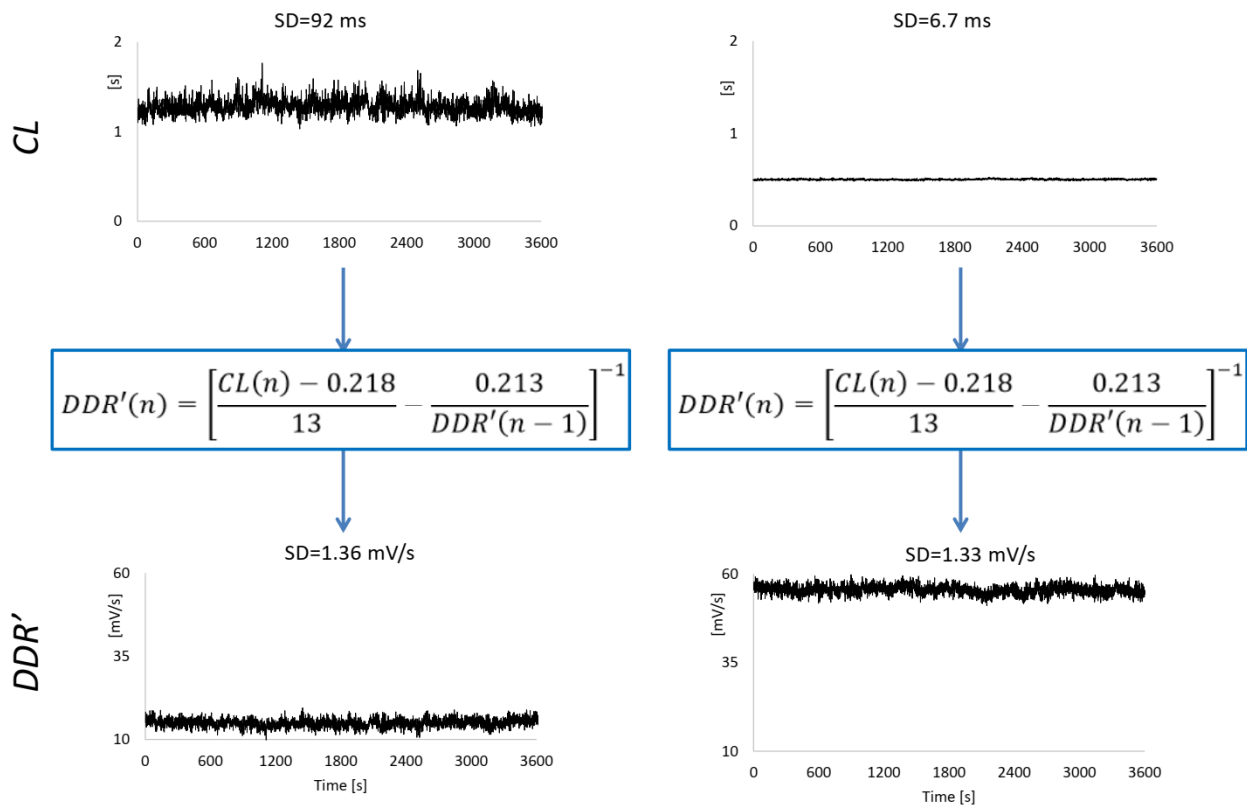 SD=92 ms
2
[s]
1
0
0 600 1200 1800 2400 3000 3600
CL
SD=6.7 ms
2
[s]
1
0
0 600 1200 1800 2400 3000 3600
DDR′(n) = [ (CL(n) − 0.218)/13 − 0.213/DDR′(n − 1) ]⁻¹
DDR′(n) = [ (CL(n) − 0.218)/13 − 0.213/DDR′(n − 1) ]⁻¹
SD=1.36 mV/s
60
[mV/s]
35
10
0 600 1200 1800 2400 3000 3600
Time [s]
DDR′
SD=1.33 mV/s
60
[mV/s]
35
10
0 600 1200 1800 2400 3000 3600
Time [s]